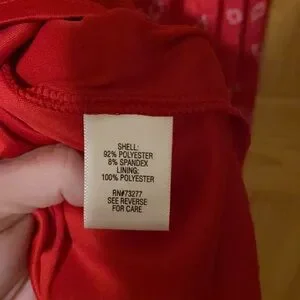 SHELL:
92% POLYESTER
8% SPANDEX
LINING:
100% POLYESTER
RN#73277
SEE REVERSE
FOR CARE